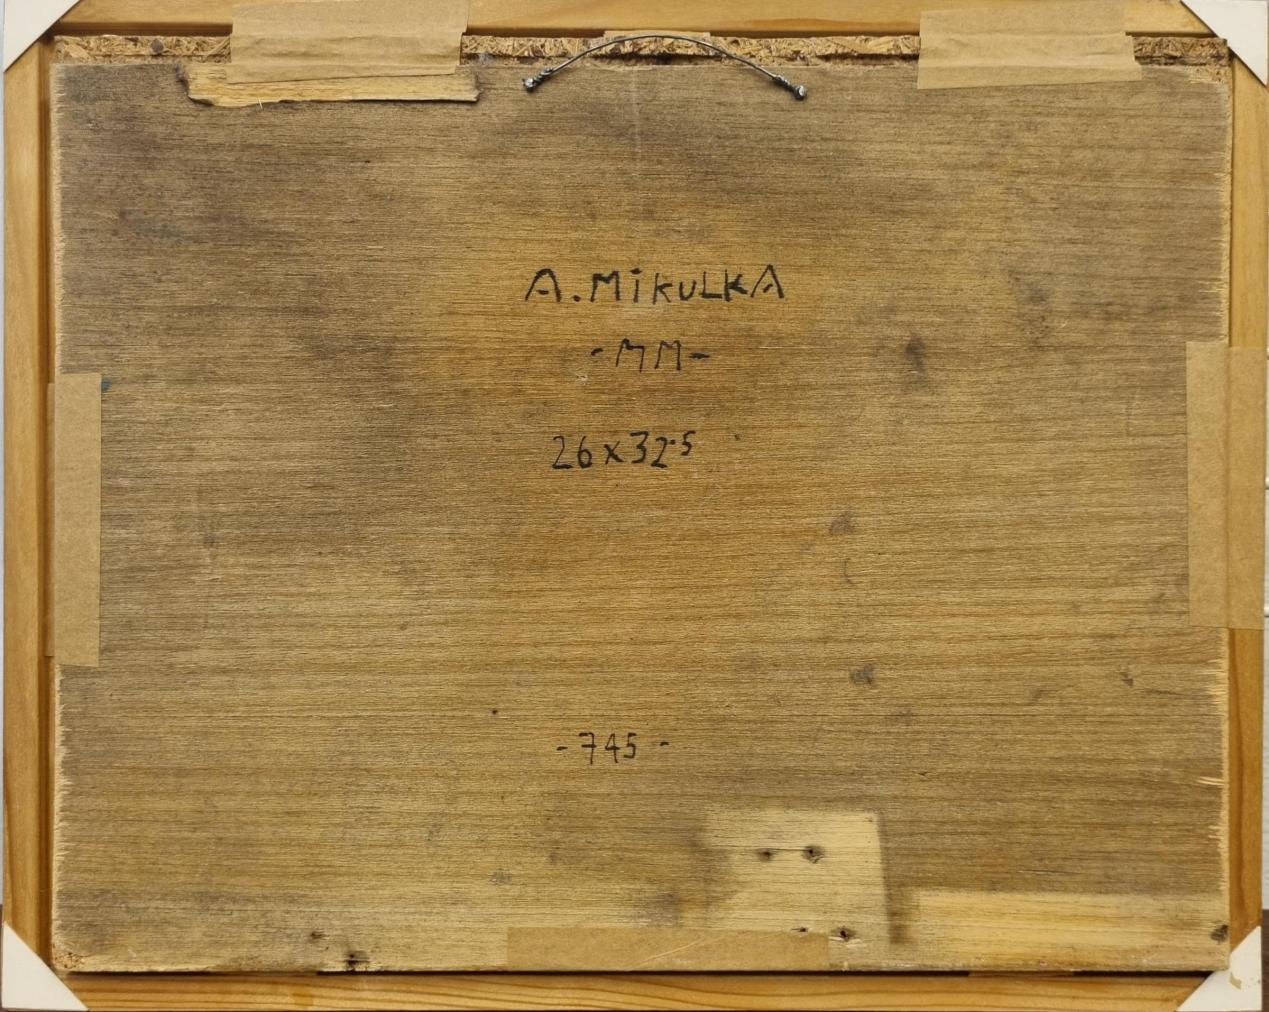 A.MiKULKA
-MM-
26x32.5
-745-